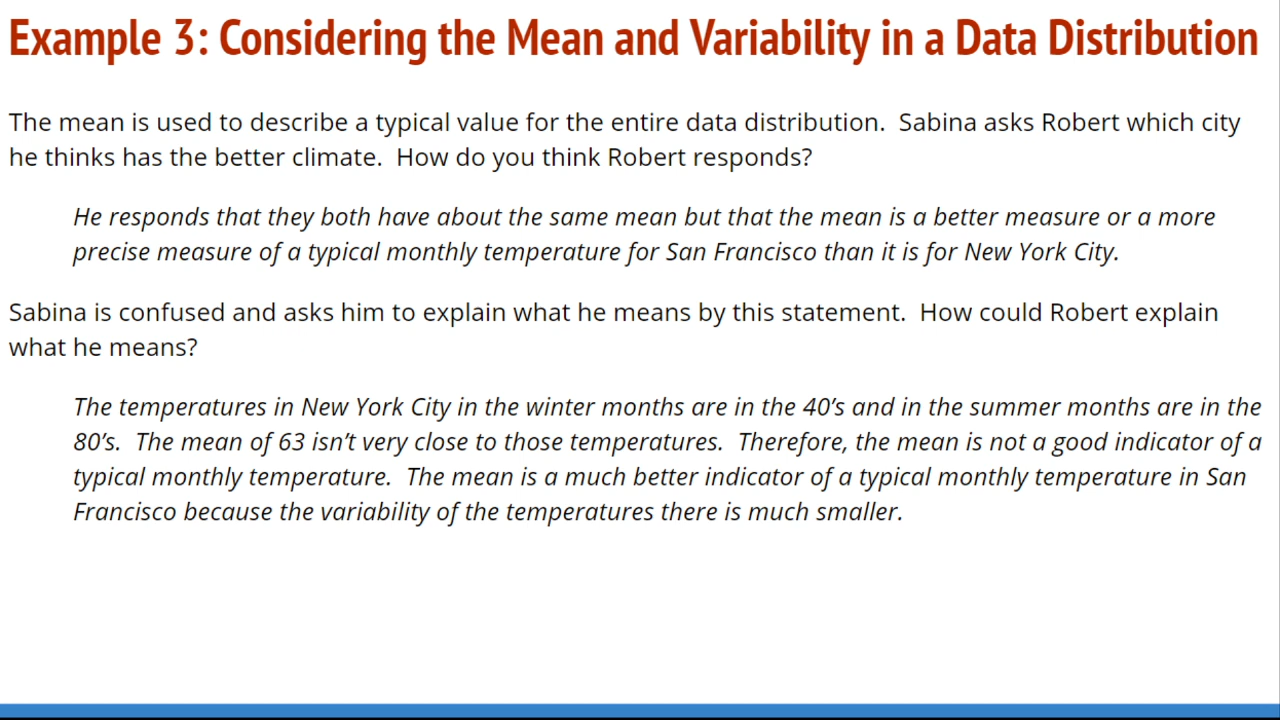 Example 3: Considering the Mean and Variability in a Data Distribution
The mean is used to describe a typical value for the entire data distribution.  Sabina asks Robert which city
he thinks has the better climate.  How do you think Robert responds?
He responds that they both have about the same mean but that the mean is a better measure or a more
precise measure of a typical monthly temperature for San Francisco than it is for New York City.
Sabina is confused and asks him to explain what he means by this statement.  How could Robert explain
what he means?
The temperatures in New York City in the winter months are in the 40’s and in the summer months are in the
80’s.  The mean of 63 isn’t very close to those temperatures.  Therefore, the mean is not a good indicator of a
typical monthly temperature.  The mean is a much better indicator of a typical monthly temperature in San
Francisco because the variability of the temperatures there is much smaller.